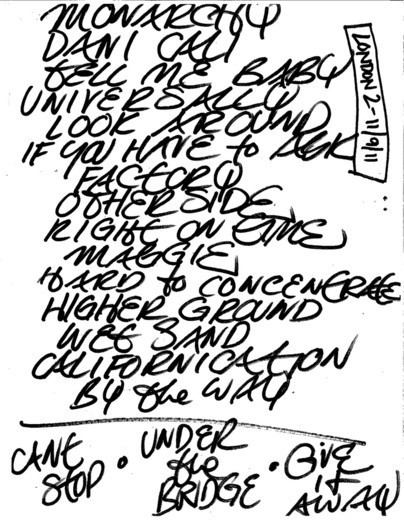 MONARCHY
DANI CALI
TELL ME BABY
UNIVERSALLY
LOOK AROUND
IF YOU HAVE to ASK
FACTORY
OTHERSIDE
RIGHT ON TIME
MAGGIE
HARD to CONCENTRATE
HIGHER GROUND
WET SAND
CALIFORNICATION
BY the WAY
CANT STOP • UNDER the BRIDGE • GIVE IT AWAY
LONDON 2 - 11/9/11